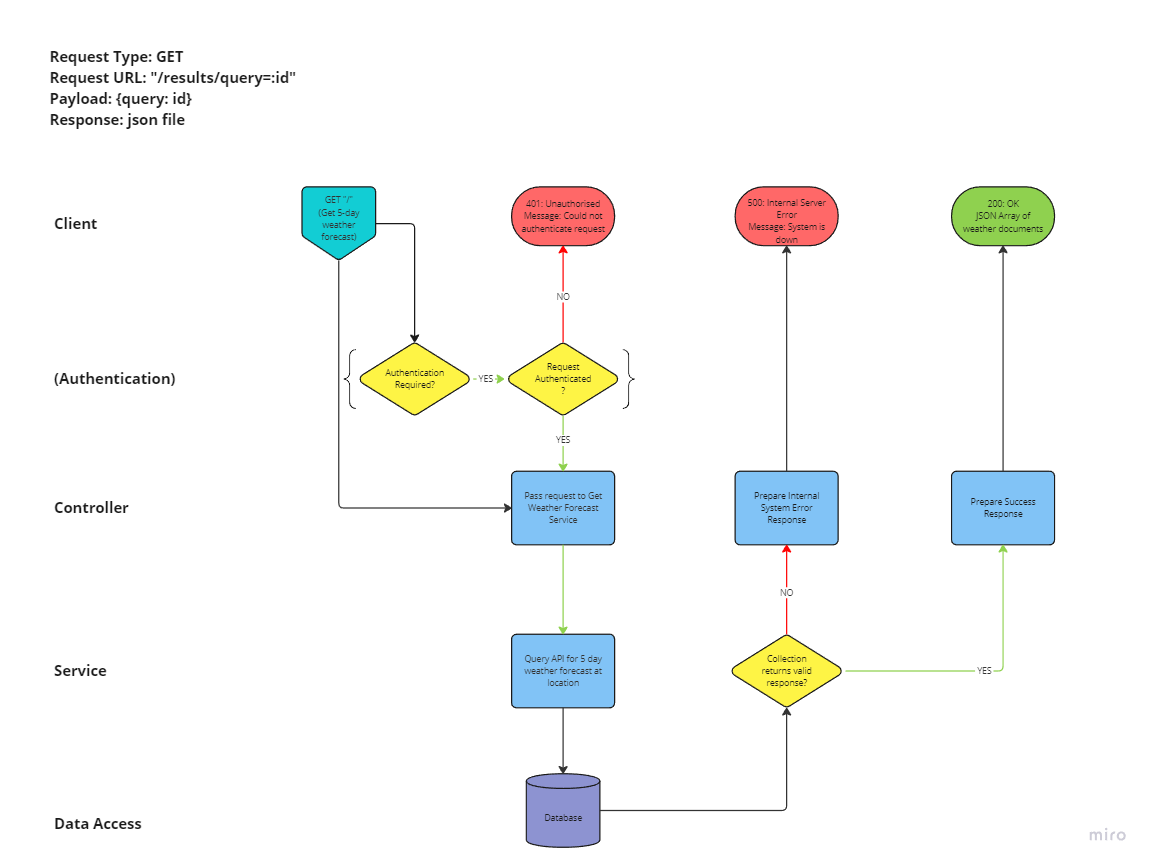 Request Type: GET
Request URL: "/results/query=:id"
Payload: {query: id}
Response: json file
Client
GET "/"
(Get 5-day
weather
forecast)
401: Unauthorised
Message: Could not
authenticate request
500: Internal Server
Error
Message: System is
down
200: OK
JSON Array of
weather documents
NO
(Authentication)
Authentication
Required?
YES
Request
Authenticated
?
YES
Controller
Pass request to Get
Weather Forecast
Service
Prepare Internal
System Error
Response
Prepare Success
Response
NO
Service
Query API for 5 day
weather forecast at
location
Collection
returns valid
response?
YES
Data Access
Database
miro